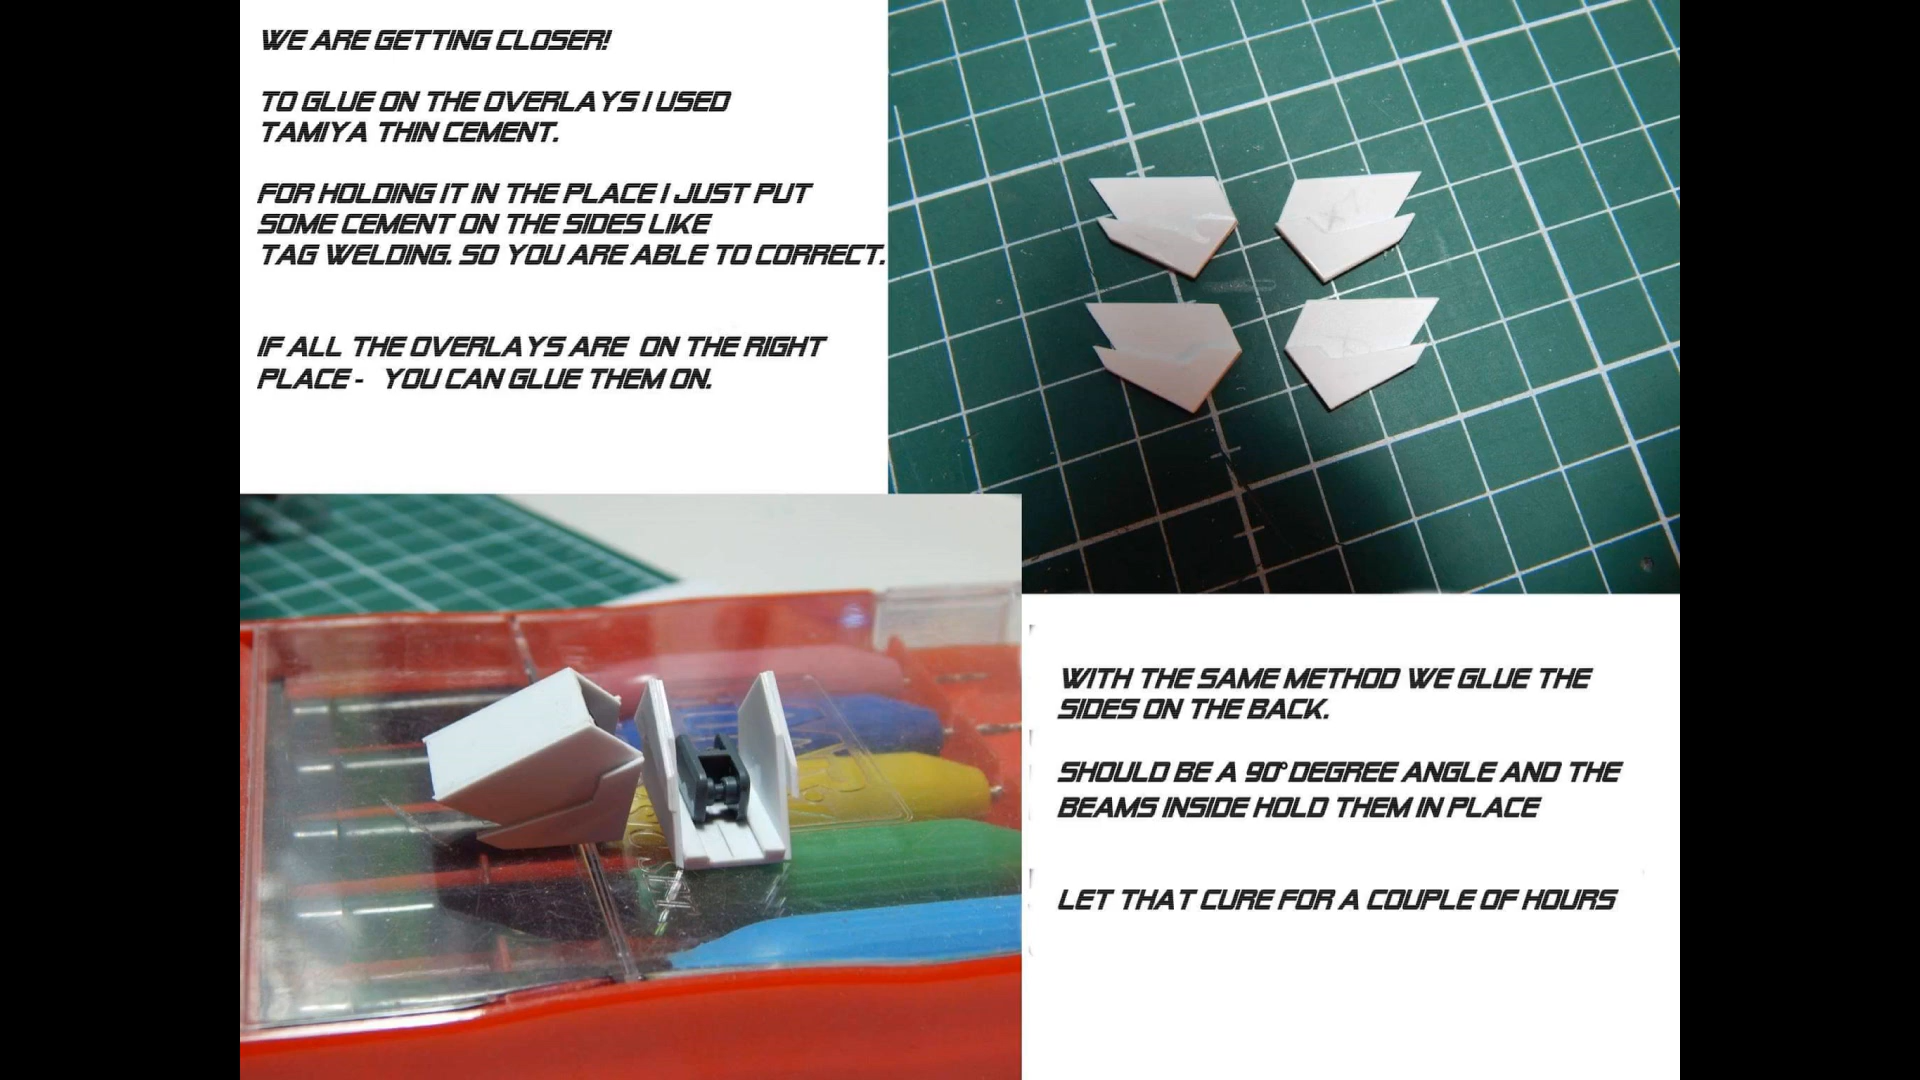 WE ARE GETTING CLOSER!
TO GLUE ON THE OVERLAYS I USED
TAMIYA THIN CEMENT.
FOR HOLDING IT IN THE PLACE I JUST PUT
SOME CEMENT ON THE SIDES LIKE
TAG WELDING. SO YOU ARE ABLE TO CORRECT.
IF ALL THE OVERLAYS ARE ON THE RIGHT
PLACE - YOU CAN GLUE THEM ON.
WITH THE SAME METHOD WE GLUE THE
SIDES ON THE BACK.
SHOULD BE A 90° DEGREE ANGLE AND THE
BEAMS INSIDE HOLD THEM IN PLACE
LET THAT CURE FOR A COUPLE OF HOURS